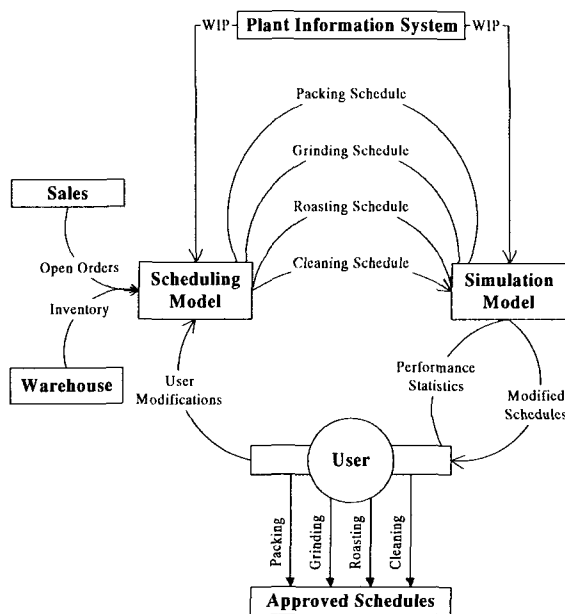 WIP Plant Information System WIP
Packing Schedule
Grinding Schedule
Sales
Roasting Schedule
Open Orders
Scheduling
Model
Cleaning Schedule
Simulation
Model
Inventory
Warehouse
User
Modifications
Performance
Statistics
Modified
Schedules
User
Packing
Grinding
Roasting
Cleaning
Approved Schedules